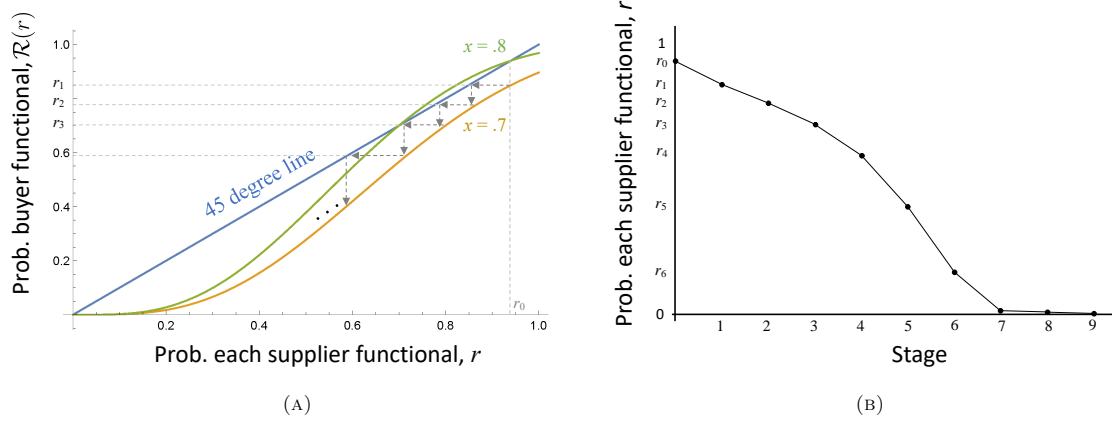 Prob. buyer functional, R(r)
1.0
r₁
r₂
r₃
0.6
0.4
0.2
x = .8
x = .7
45 degree line
r₀
0.2 0.4 0.6 0.8 1.0
Prob. each supplier functional, r
(A)
Prob. each supplier functional, r
1
r₀
r₁
r₂
r₃
r₄
r₅
r₆
0
1 2 3 4 5 6 7 8 9
Stage
(B)